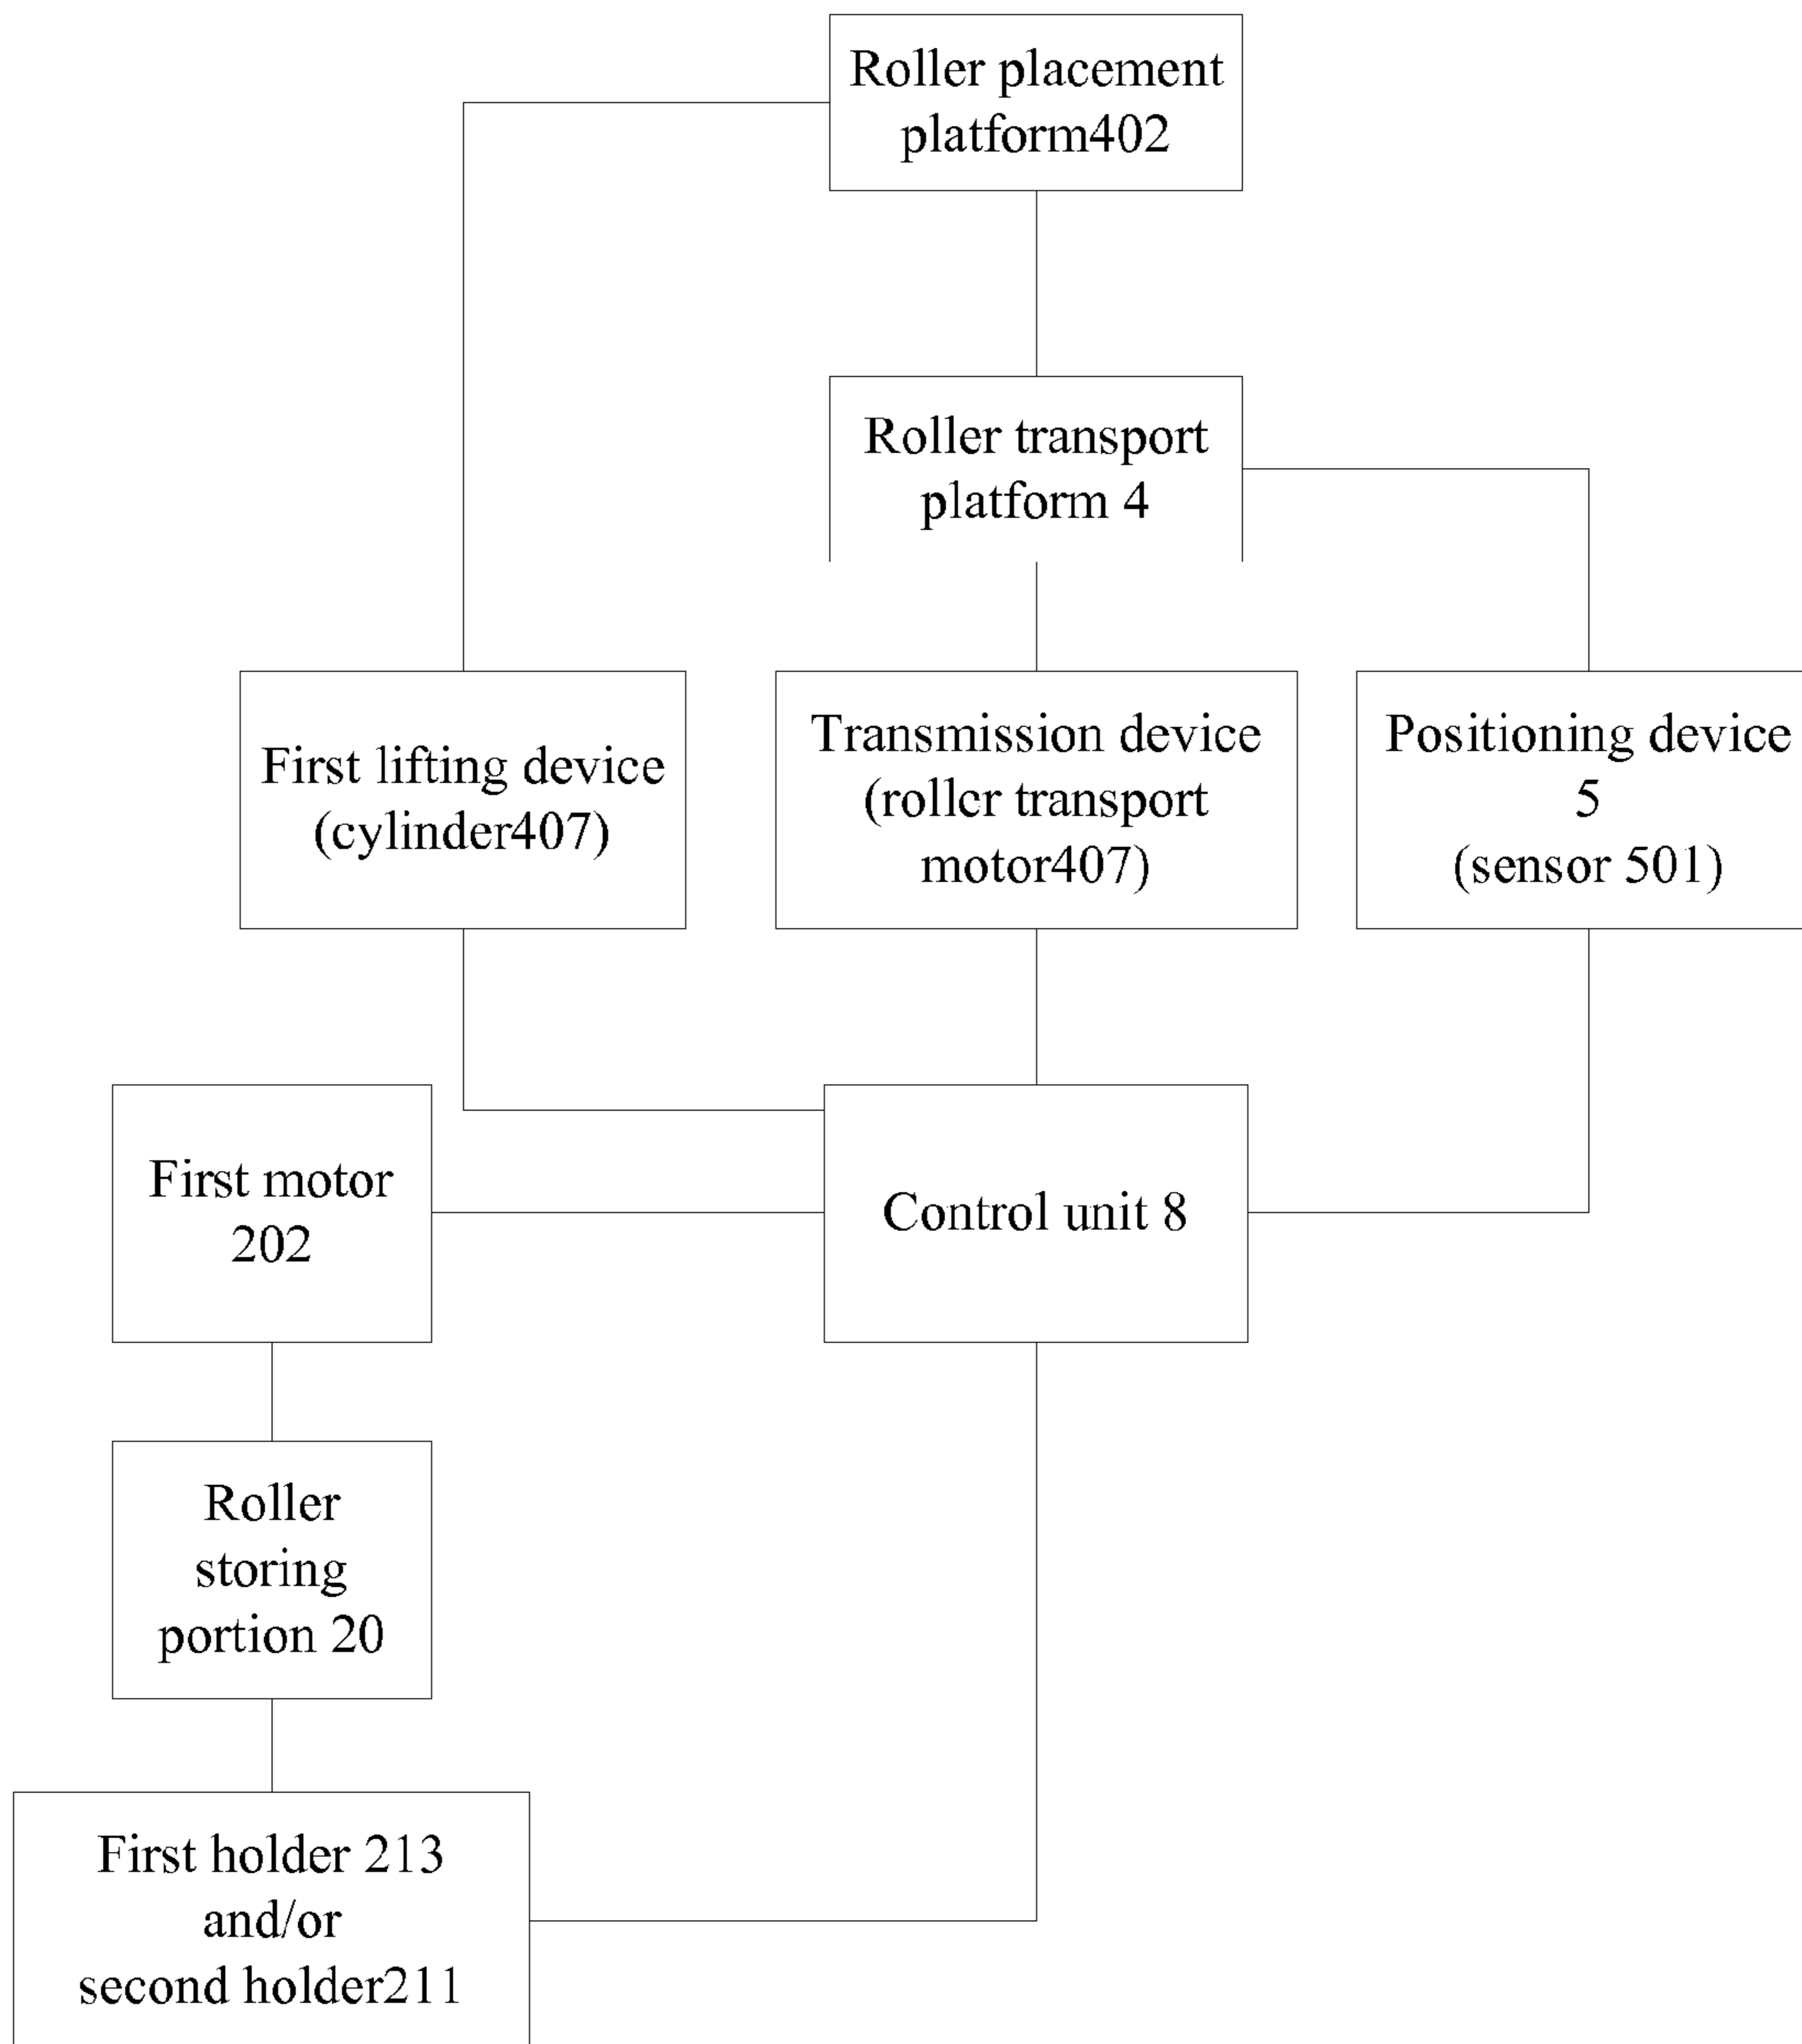 Roller placement
platform402
Roller transport
platform 4
First lifting device
(cylinder407)
Transmission device
(rollcr transport
motor407)
Positioning device
5
(sensor 501)
First motor
202
Control unit 8
Roller
storing
portion 20
First holder 213
and/or
second holder211